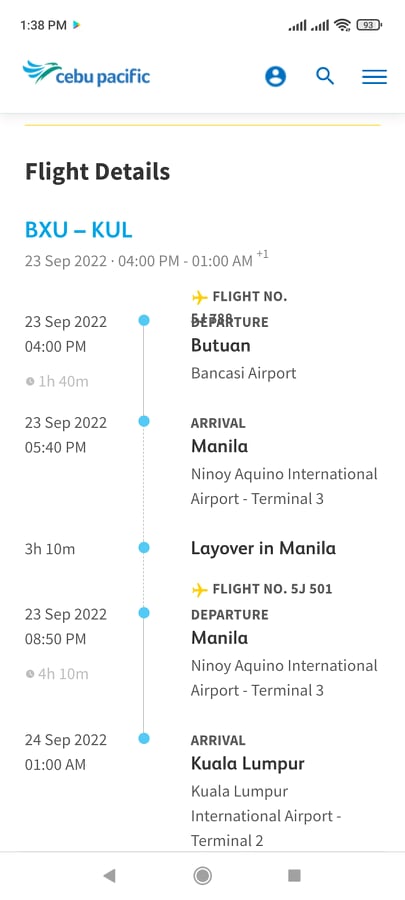 1:38 PM
93
cebu pacific
Flight Details
BXU – KUL
23 Sep 2022 · 04:00 PM - 01:00 AM +1
FLIGHT NO.
23 Sep 2022
DEPARTURE
04:00 PM
Butuan
1h 40m
Bancasi Airport
23 Sep 2022
ARRIVAL
05:40 PM
Manila
Ninoy Aquino International
Airport - Terminal 3
3h 10m
Layover in Manila
FLIGHT NO. 5J 501
23 Sep 2022
DEPARTURE
08:50 PM
Manila
4h 10m
Ninoy Aquino International
Airport - Terminal 3
24 Sep 2022
ARRIVAL
01:00 AM
Kuala Lumpur
Kuala Lumpur
International Airport -
Terminal 2